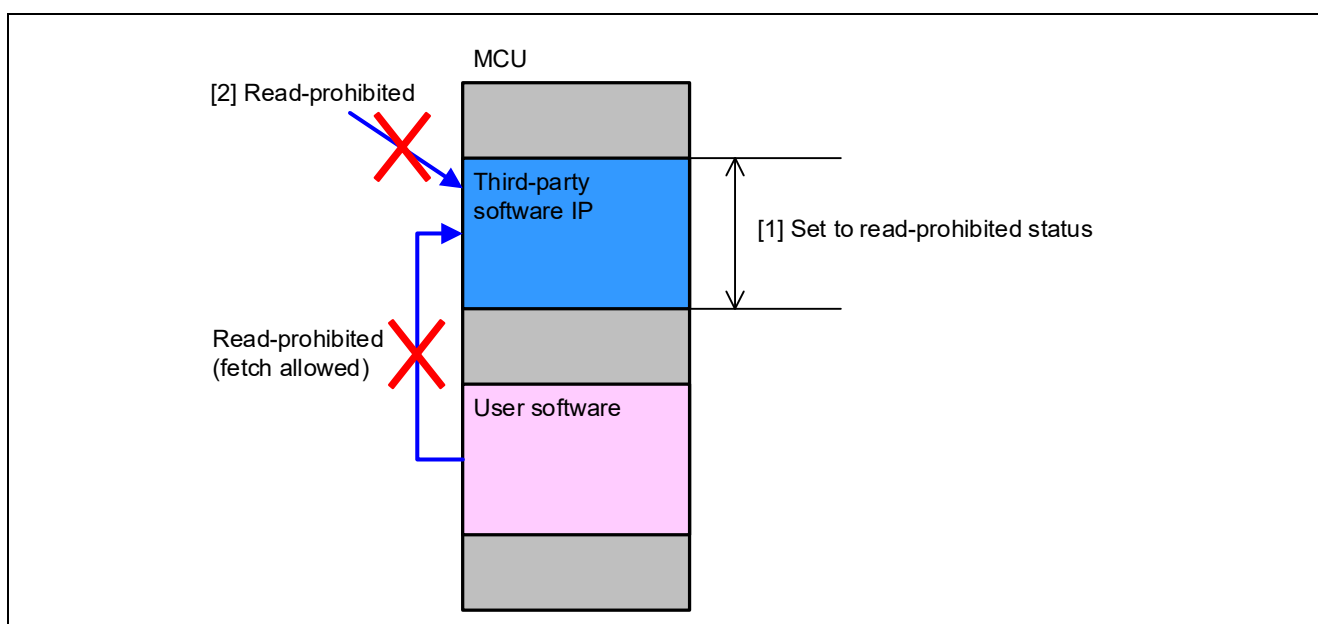 MCU
[2] Read-prohibited
Third-party
software IP
[1] Set to read-prohibited status
Read-prohibited
(fetch allowed)
User software